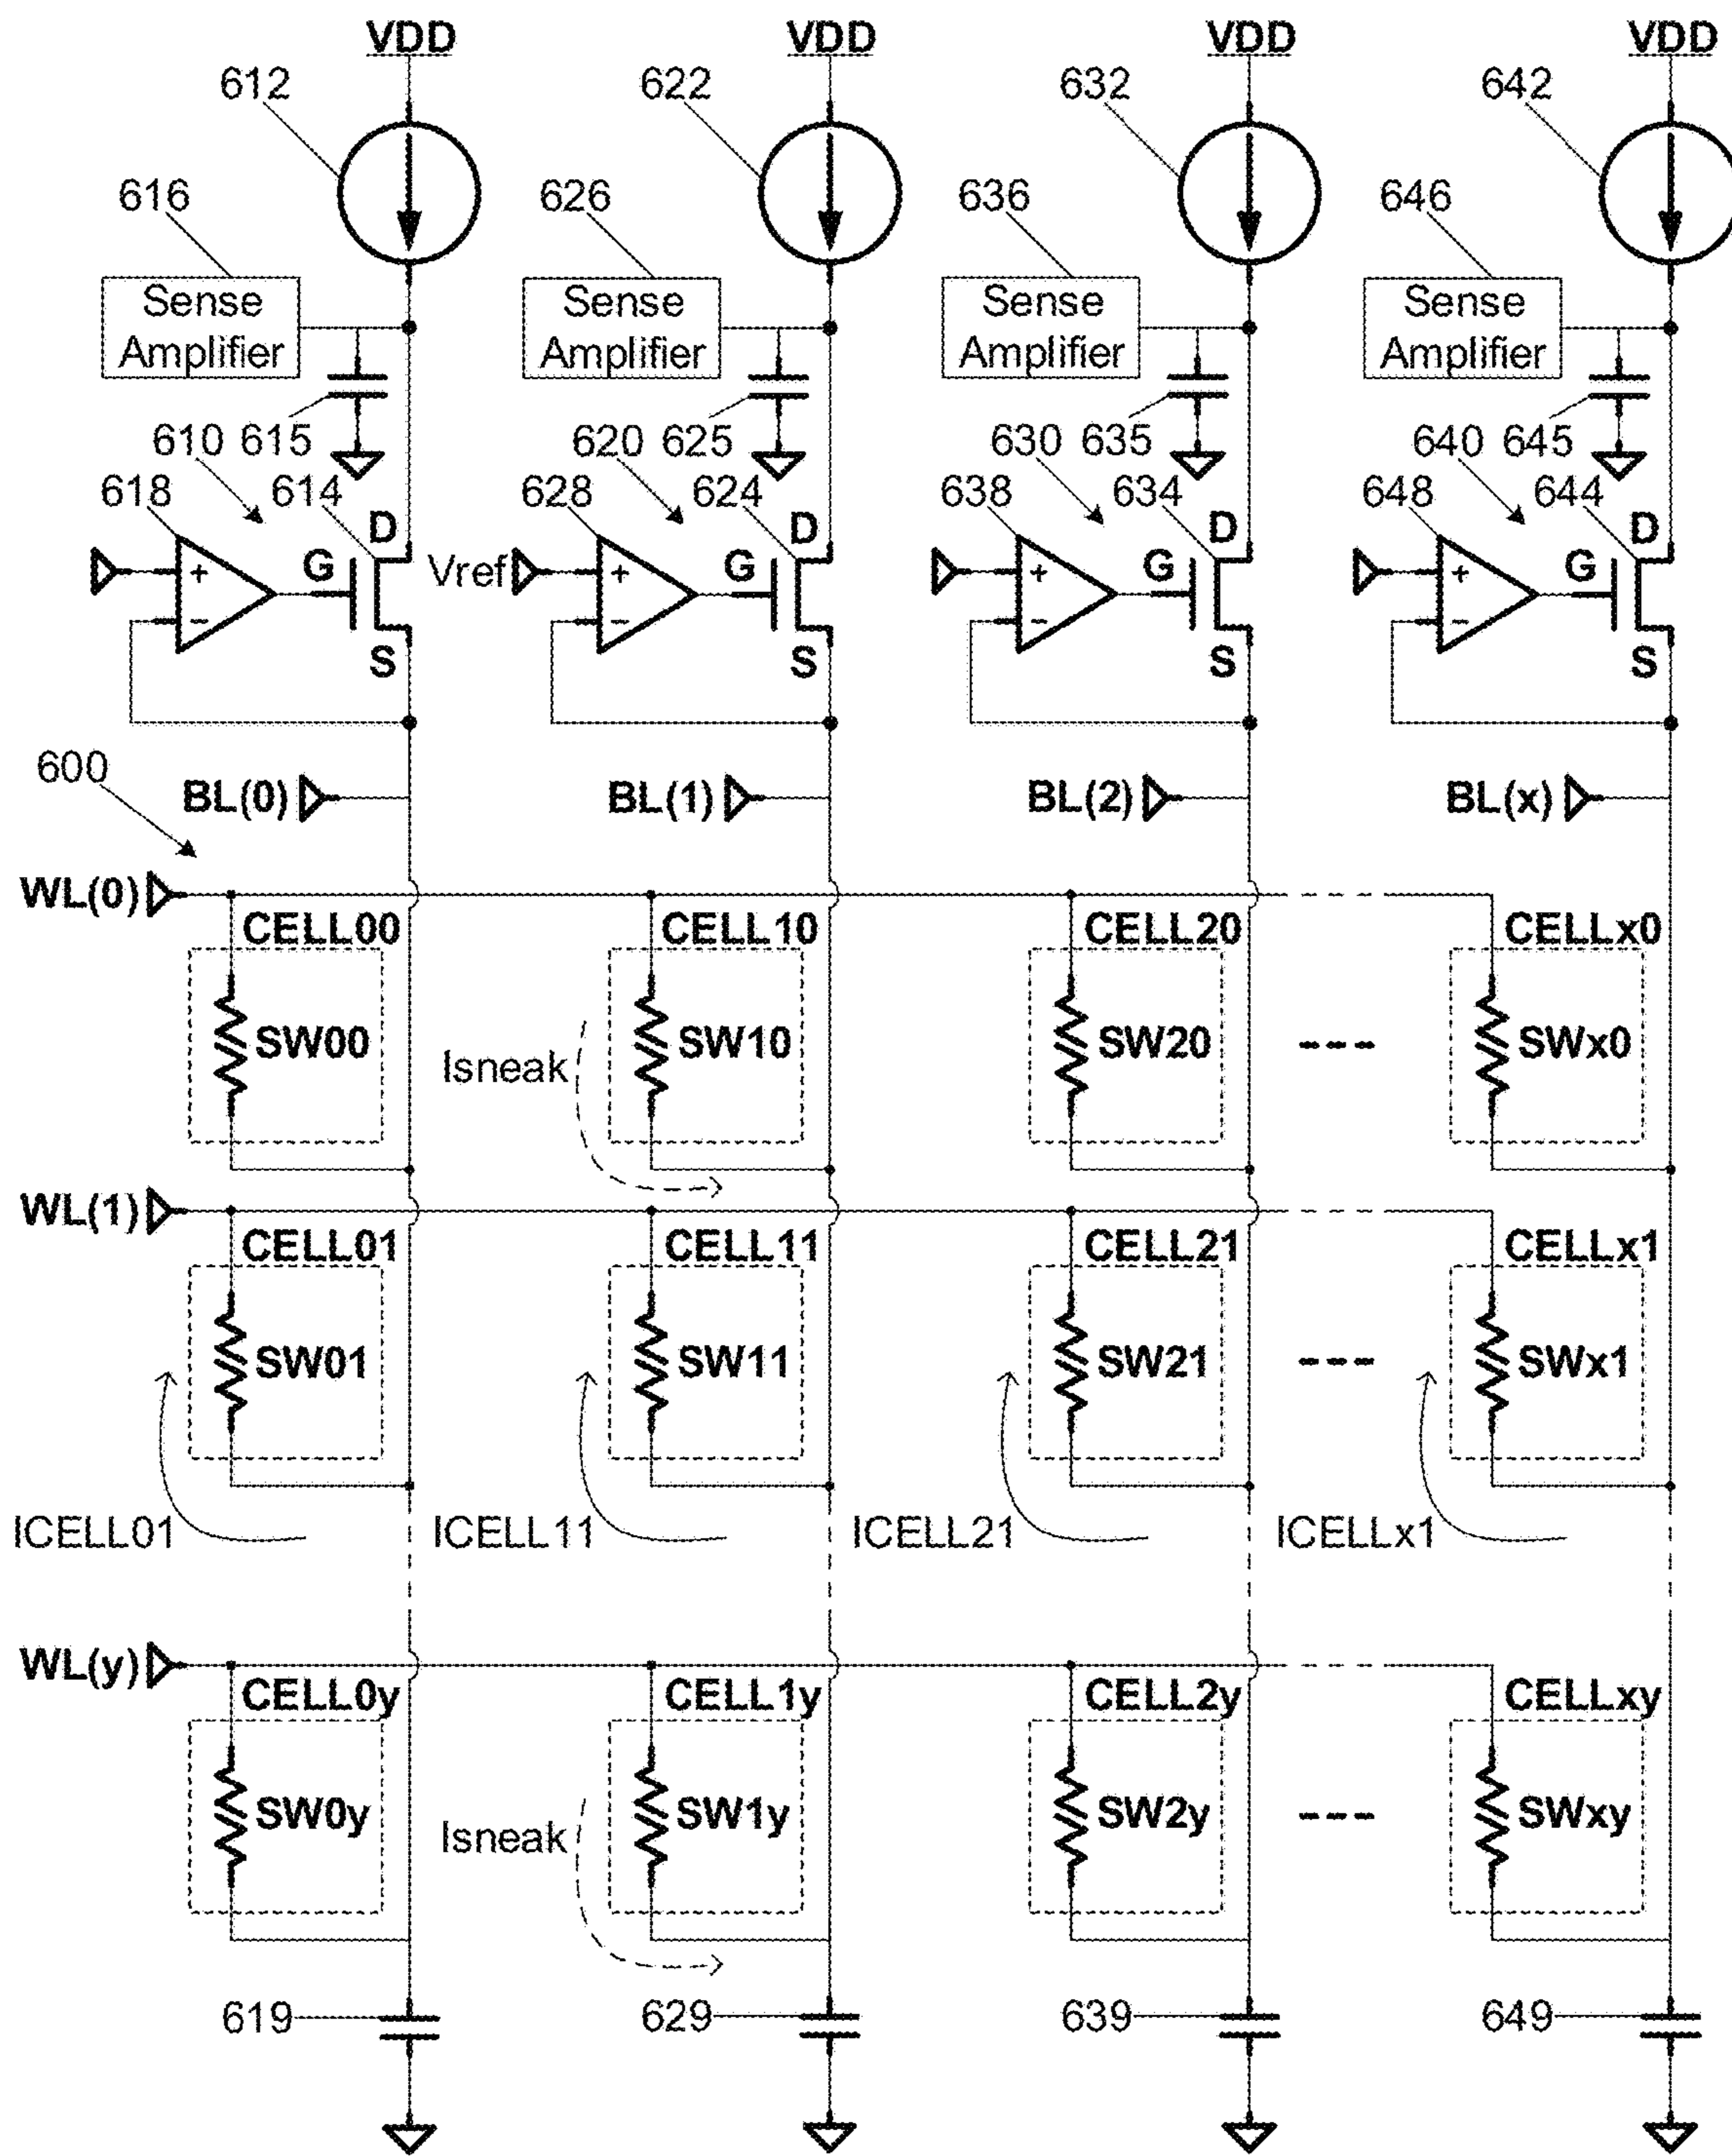 VDD VDD VDD VDD
612 622 632 642
616 626 636 646
Sense Amplifier Sense Amplifier Sense Amplifier Sense Amplifier
610 615 620 625 630 635 640 645
618 614 628 624 638 634 648 644
D D D D
G Vref G G G
+ + + +
− − − −
S S S S
600
BL(0) BL(1) BL(2) BL(x)
WL(0)
CELL00 CELL10 CELL20 CELLx0
SW00 SW10 SW20 --- SWx0
Isneak
WL(1)
CELL01 CELL11 CELL21 CELLx1
SW01 SW11 SW21 --- SWx1
ICELL01 ICELL11 ICELL21 ICELLx1
WL(y)
CELL0y CELL1y CELL2y CELLxy
SW0y SW1y SW2y --- SWxy
Isneak
619 629 639 649